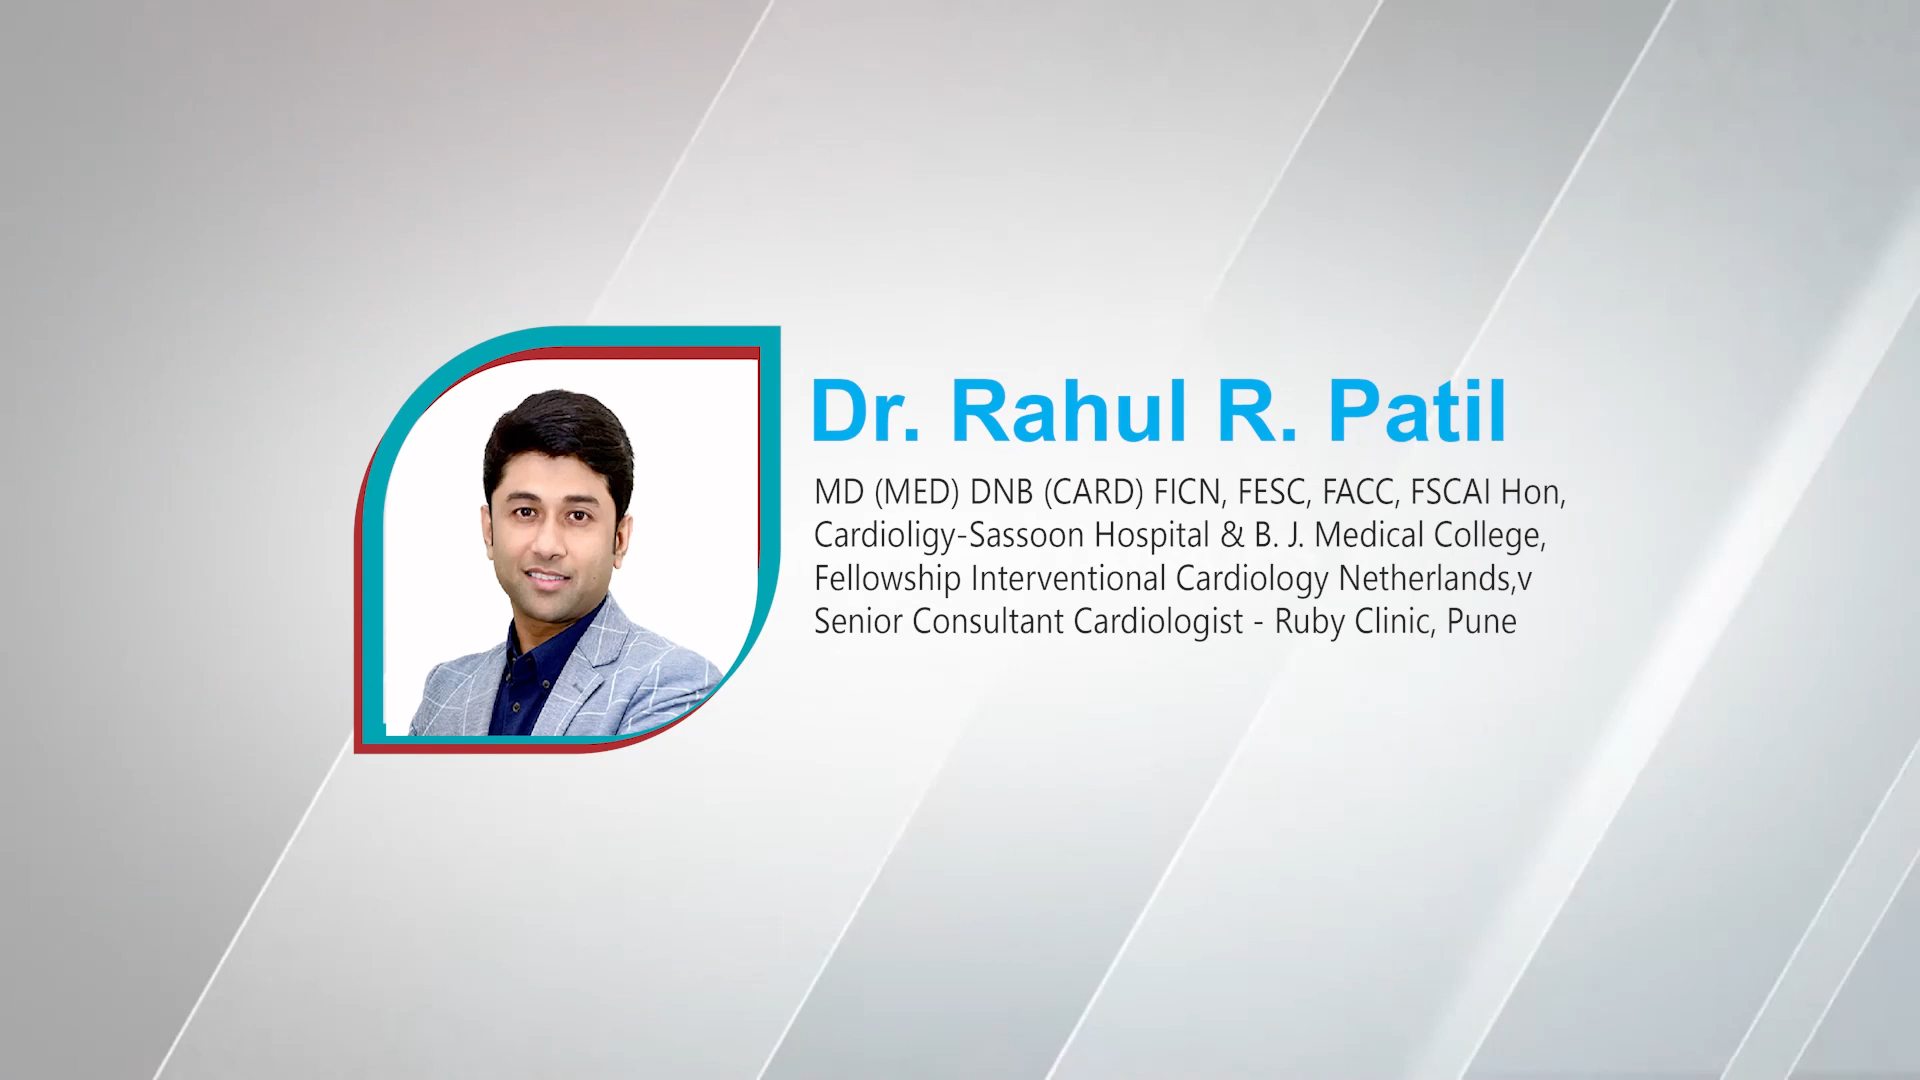 Dr. Rahul R. Patil
MD (MED) DNB (CARD) FICN, FESC, FACC, FSCAI Hon,
Cardioligy-Sassoon Hospital & B. J. Medical College,
Fellowship Interventional Cardiology Netherlands,v
Senior Consultant Cardiologist - Ruby Clinic, Pune